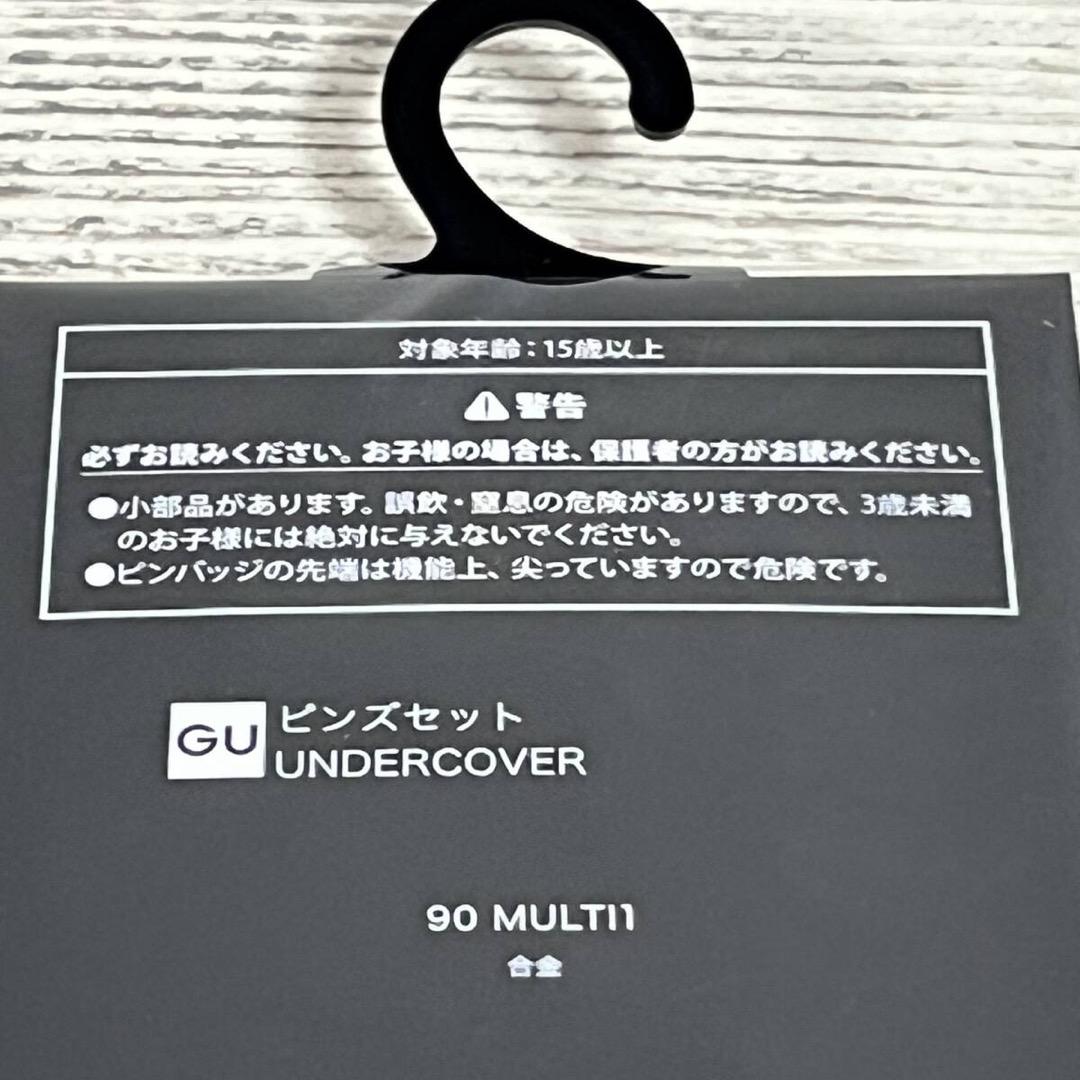 対象年齢：15歳以上
警告
必ずお読みください。お子様の場合は、保護者の方がお読みください。
●小部品があります。誤飲・窒息の危険がありますので、3歳未満
のお子様には絶対に与えないでください。
●ピンバッジの先端は機能上、尖っていますので危険です。
GU ピンズセット
UNDERCOVER
90 MULTI1
合金